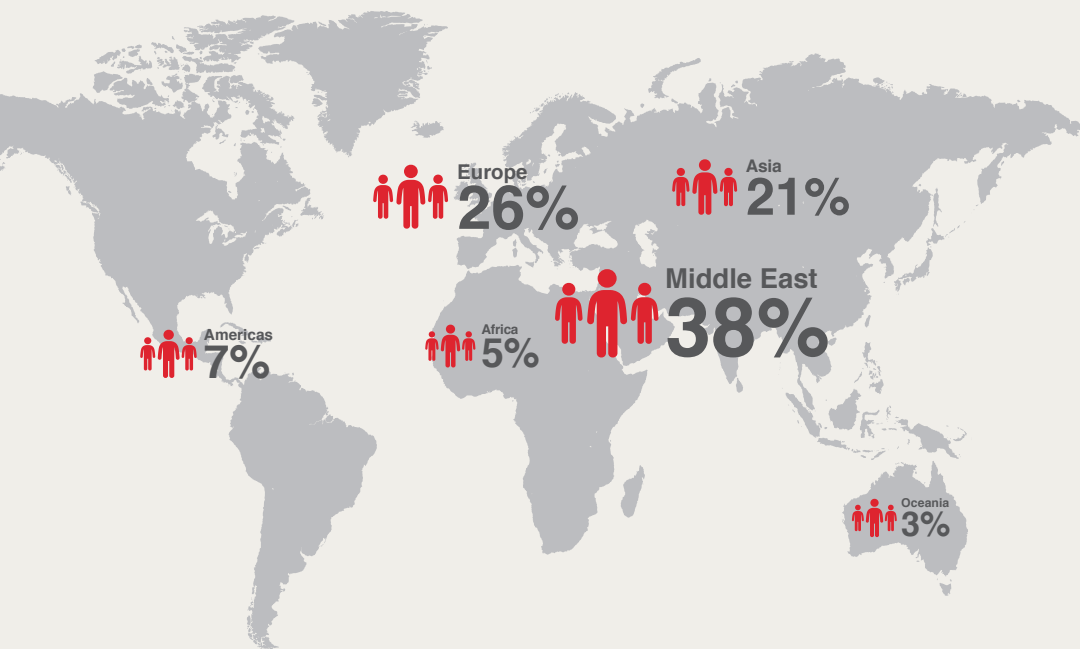 Europe
26%
Asia
21%
Middle East
38%
Americas
7%
Africa
5%
Oceania
3%